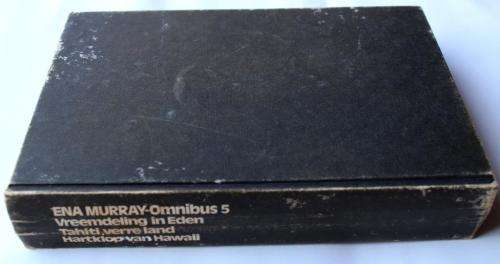 ENA MURRAY-Omnibus 5
Vreemdeling in Eden
Tahiti verre land
Hartklop van Hawaii